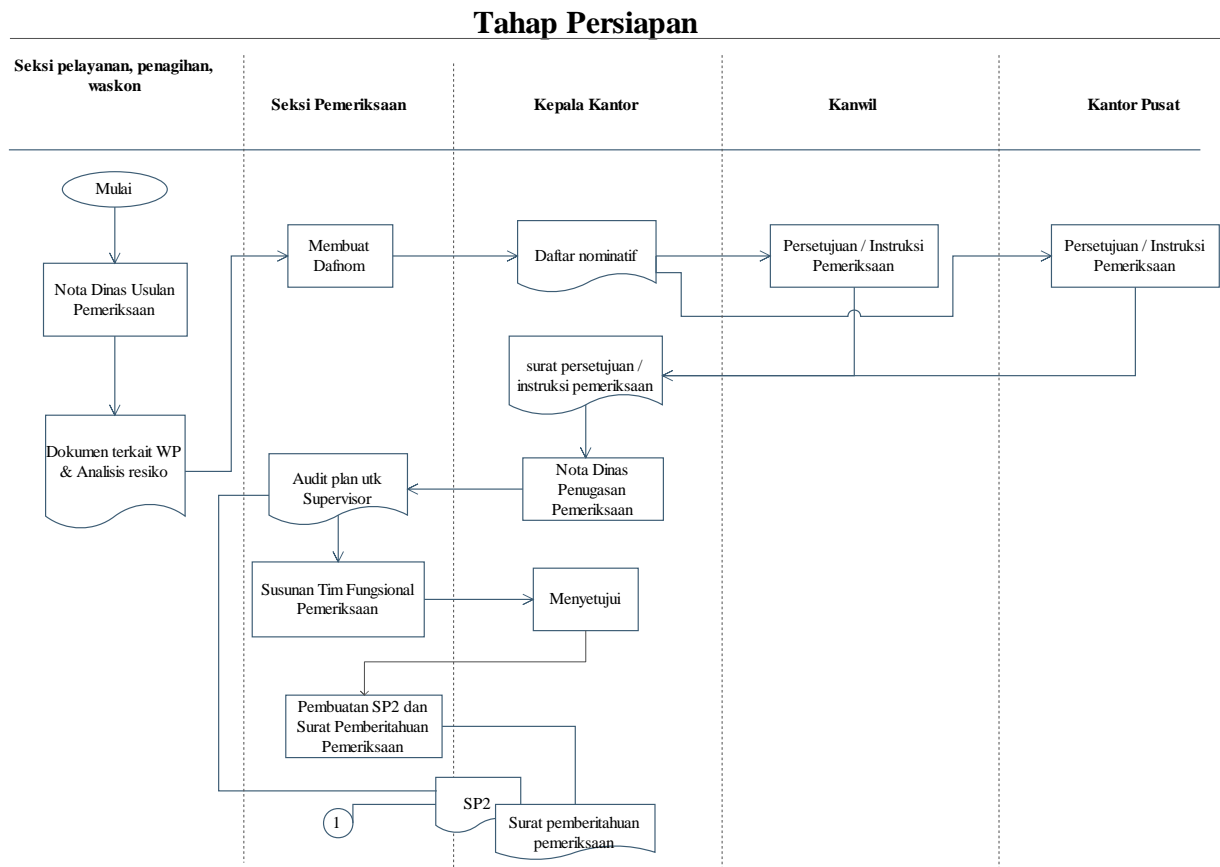 Tahap Persiapan
Seksi pelayanan, penagihan,
waskon
Seksi Pemeriksaan
Kepala Kantor
Kanwil
Kantor Pusat
Mulai
Nota Dinas Usulan
Pemeriksaan
Dokumen terkait WP
& Analisis resiko
Membuat
Dafnom
Daftar nominatif
Persetujuan / Instruksi
Pemeriksaan
Persetujuan / Instruksi
Pemeriksaan
surat persetujuan /
instruksi pemeriksaan
Nota Dinas
Penugasan
Pemeriksaan
Audit plan utk
Supervisor
Susunan Tim Fungsional
Pemeriksaan
Menyetujui
Pembuatan SP2 dan
Surat Pemberitahuan
Pemeriksaan
SP2
1
Surat pemberitahuan
pemeriksaan